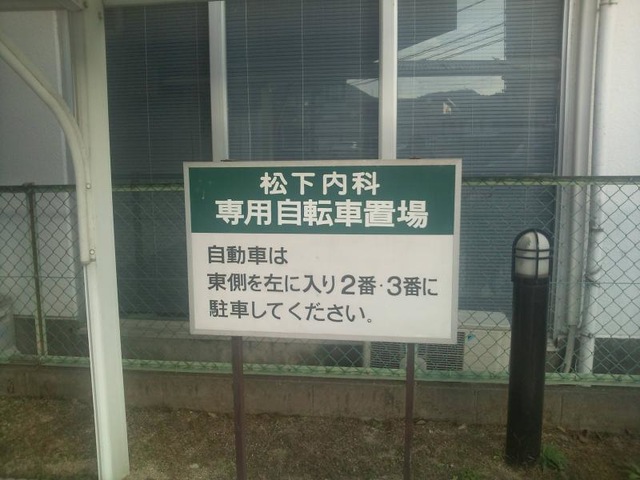 松下内科
専用自転車置場
自動車は
東側を左に入り2番·3番に
駐車してください。